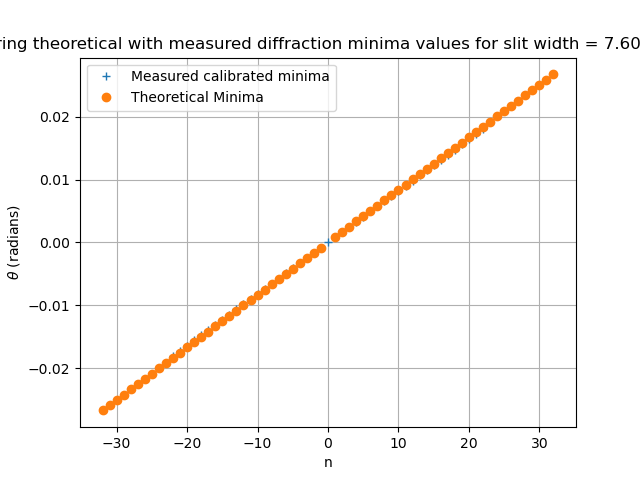 ring theoretical with measured diffraction minima values for slit width = 7.60
Measured calibrated minima
Theoretical Minima
0.02
0.01
0.00
−0.01
−0.02
θ (radians)
−30 −20 −10 0 10 20 30
n